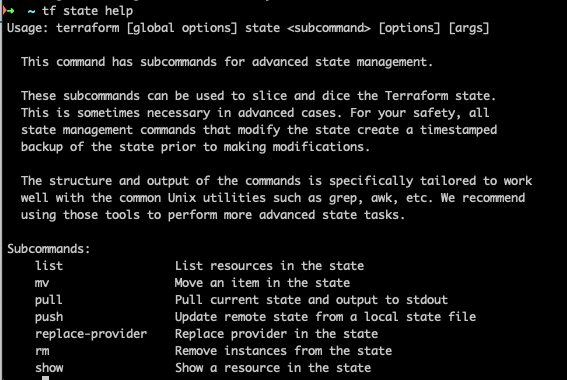 ➜ ~ tf state help
Usage: terraform [global options] state <subcommand> [options] [args]
This command has subcommands for advanced state management.
These subcommands can be used to slice and dice the Terraform state.
This is sometimes necessary in advanced cases. For your safety, all
state management commands that modify the state create a timestamped
backup of the state prior to making modifications.
The structure and output of the commands is specifically tailored to work
well with the common Unix utilities such as grep, awk, etc. We recommend
using those tools to perform more advanced state tasks.
Subcommands:
list List resources in the state
mv Move an item in the state
pull Pull current state and output to stdout
push Update remote state from a local state file
replace-provider Replace provider in the state
rm Remove instances from the state
show Show a resource in the state